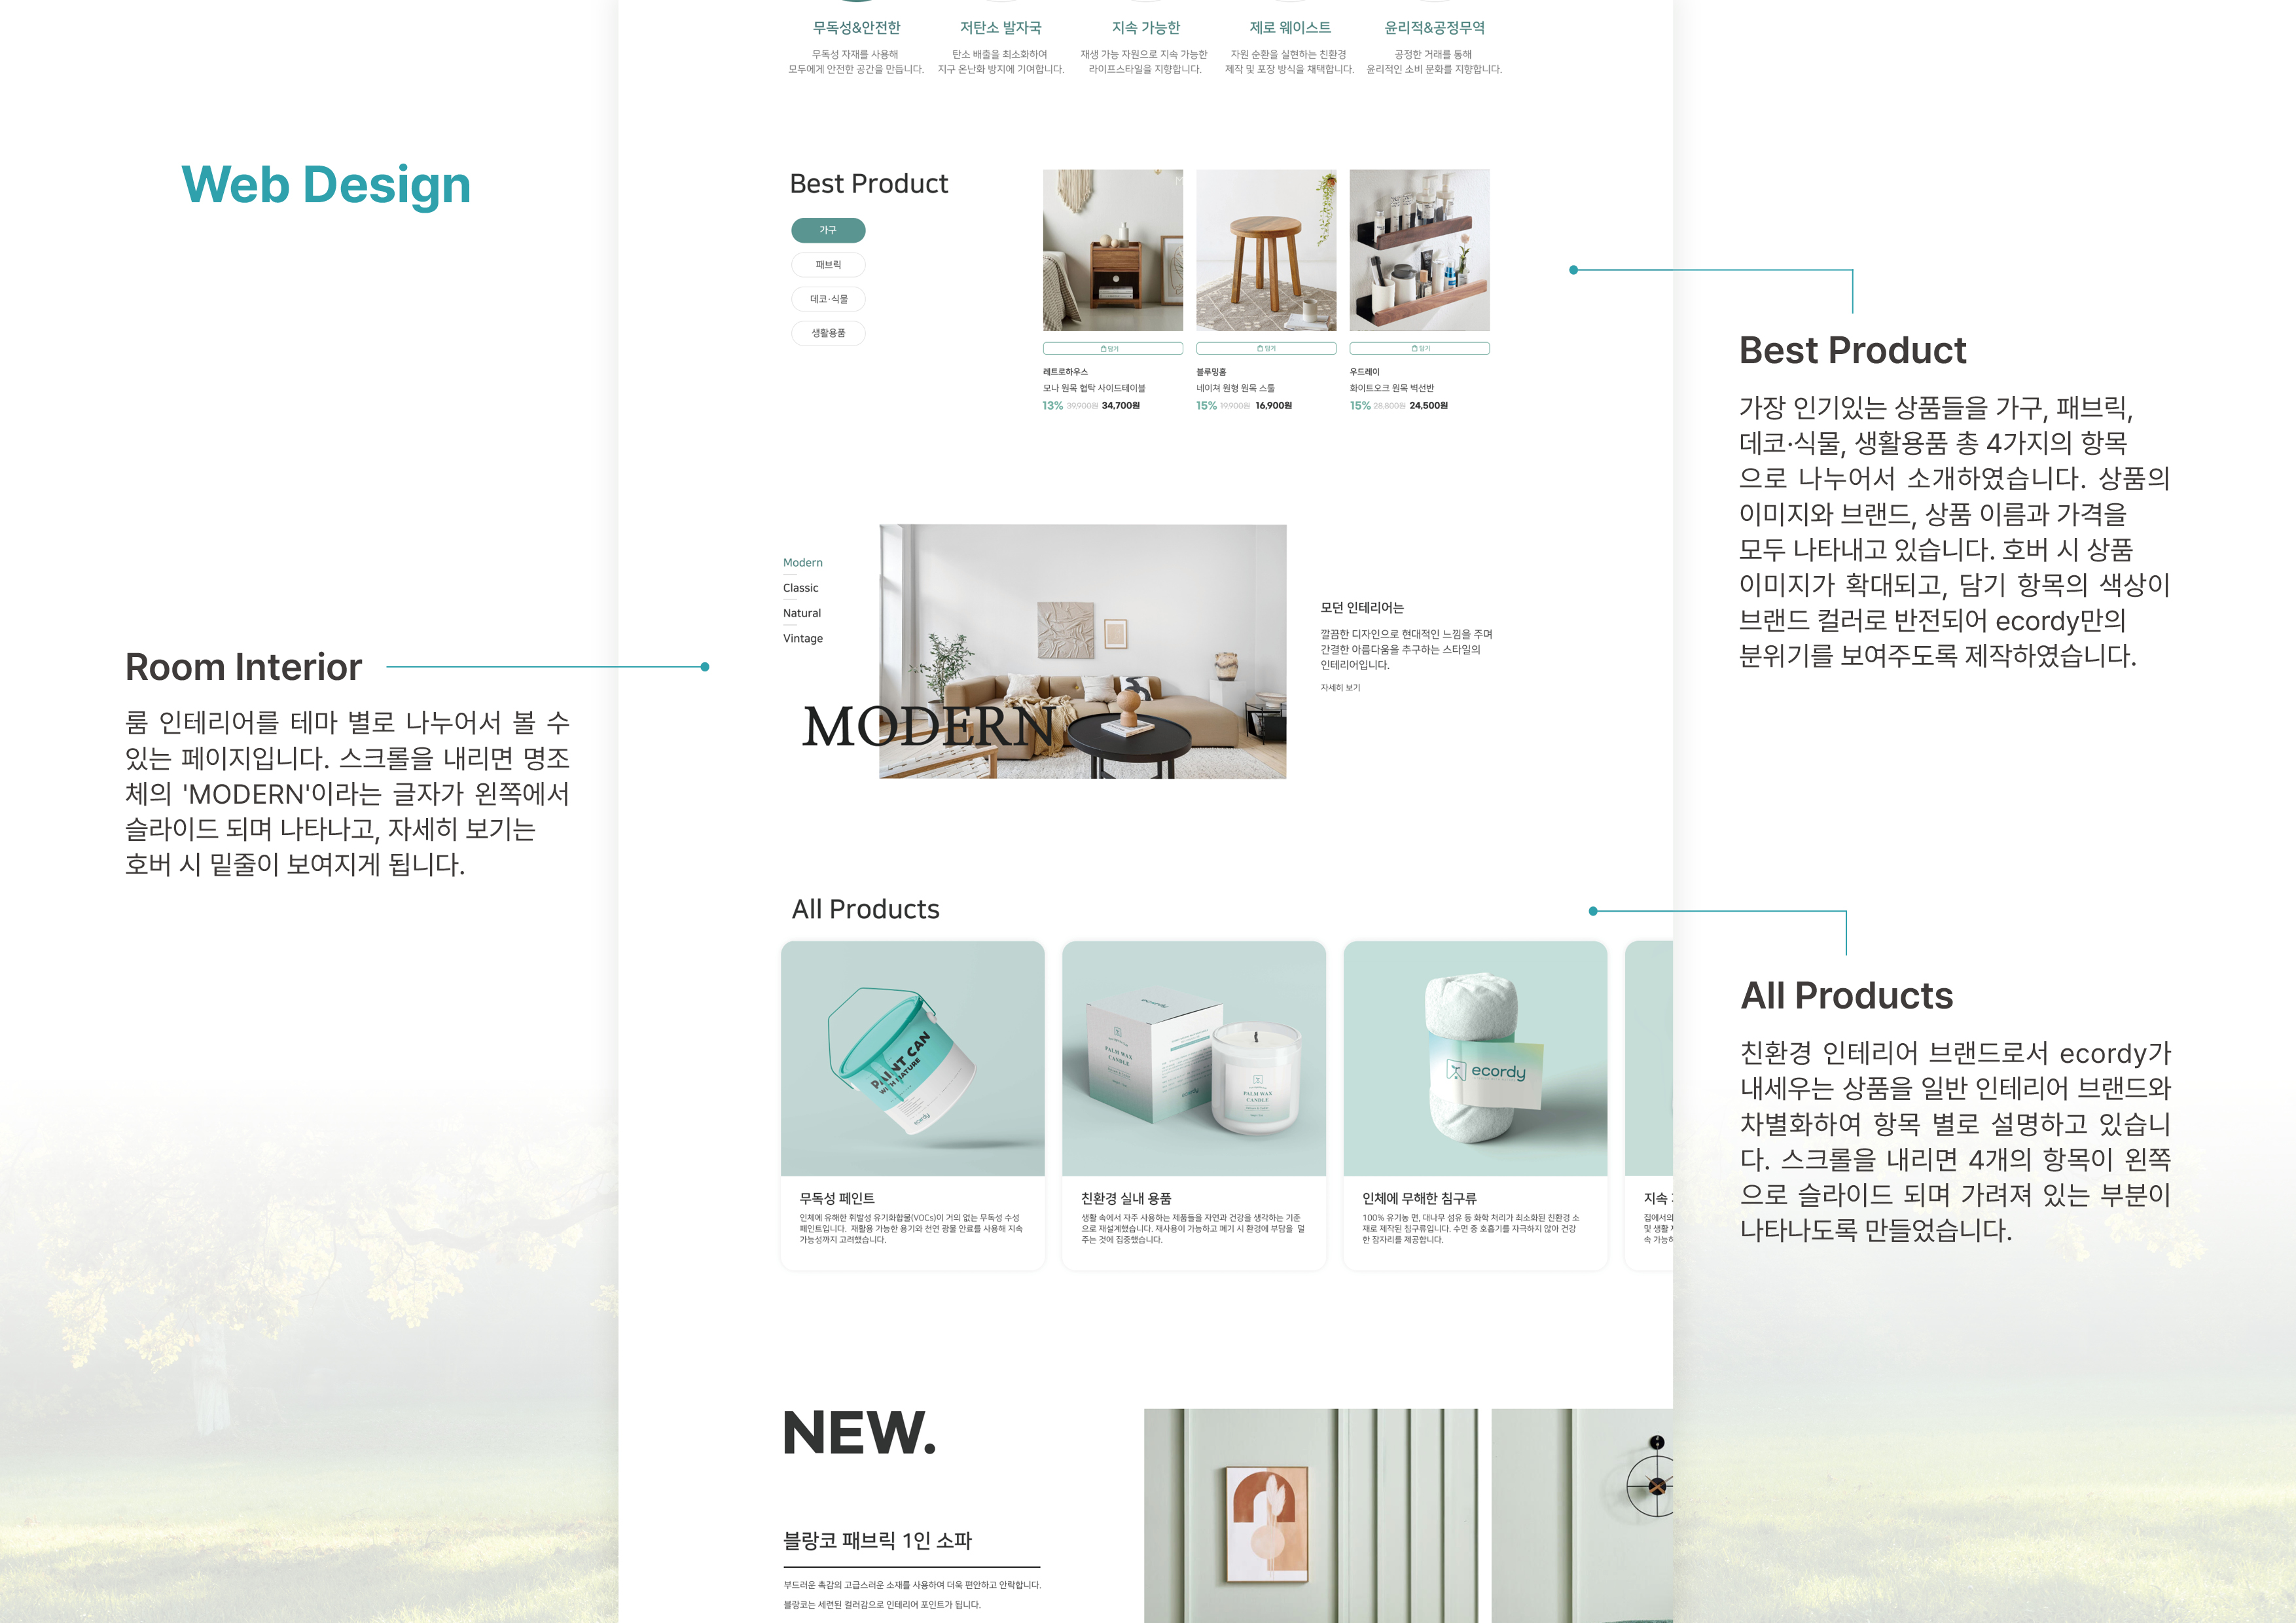 무독성&안전한
무독성 자재를 사용해
모두에게 안전한 공간을 만듭니다.
저탄소 발자국
탄소 배출을 최소화하며
지구 온난화 방지에 기여합니다.
지속 가능한
재생 가능 자원으로 지속 가능한
라이프스타일을 지향합니다.
제로 웨이스트
자원 순환을 실현하는 친환경
제작 및 포장 방식을 채택합니다.
윤리적&공정무역
공정한 거래를 통해
윤리적인 소비 문화를 지향합니다.
Web Design
Best Product
가구
패브릭
데코·식물
생활용품
담기
레트로하우스
모나 원목 협탁 사이드테이블
13% 39,900원 34,700원
담기
블루밍홈
네이쳐 원형 원목 스툴
15% 19,900원 16,900원
담기
우드레이
화이트오크 원목 벽선반
15% 28,800원 24,500원
Best Product
가장 인기있는 상품들을 가구, 패브릭,
데코·식물, 생활용품 총 4가지의 항목
으로 나누어서 소개하였습니다. 상품의
이미지와 브랜드, 상품 이름과 가격을
모두 나타내고 있습니다. 호버 시 상품
이미지가 확대되고, 담기 항목의 색상이
브랜드 컬러로 반전되어 ecordy만의
분위기를 보여주도록 제작하였습니다.
Room Interior
룸 인테리어를 테마 별로 나누어서 볼 수
있는 페이지입니다. 스크롤을 내리면 명조
체의 'MODERN'이라는 글자가 왼쪽에서
슬라이드 되며 나타나고, 자세히 보기는
호버 시 밑줄이 보여지게 됩니다.
Modern
Classic
Natural
Vintage
MODERN
모던 인테리어는
깔끔한 디자인으로 현대적인 느낌을 주며
간결한 아름다움을 추구하는 스타일의
인테리어입니다.
자세히 보기
All Products
PAINT CAN
WITH NATURE
ecordy
무독성 페인트
인체에 유해한 휘발성 유기화합물(VOCs)이 거의 없는 무독성 수성
페인트입니다. 재활용 가능한 용기와 천연 광물 안료를 사용해 지속
가능성까지 고려했습니다.
ecordy
PALM WAX
CANDLE
ecordy
PALM WAX
CANDLE
친환경 실내 용품
생활 속에서 자주 사용하는 제품들을 자연과 건강을 생각하는 기준
으로 재설계했습니다. 재사용이 가능하고 폐기 시 환경에 부담을 덜
주는 것에 집중했습니다.
ecordy
인체에 무해한 침구류
100% 유기농 면, 대나무 섬유 등 화학 처리가 최소화된 친환경 소
재로 제작된 침구류입니다. 수면 중 호흡기를 자극하지 않아 건강
한 잠자리를 제공합니다.
지속
집에서의
및 생활
속 가능
All Products
친환경 인테리어 브랜드로서 ecordy가
내세우는 상품을 일반 인테리어 브랜드와
차별화하여 항목 별로 설명하고 있습니
다. 스크롤을 내리면 4개의 항목이 왼쪽
으로 슬라이드 되며 가려져 있는 부분이
나타나도록 만들었습니다.
NEW.
블랑코 패브릭 1인 소파
부드러운 촉감의 고급스러운 소재를 사용하여 더욱 편안하고 안락합니다.
블랑코는 세련된 컬러감으로 인테리어 포인트가 됩니다.